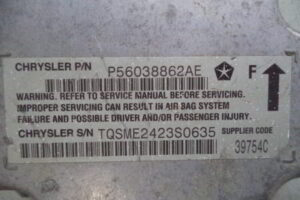 CHRYSLER P/N P56038862AE F
WARNING. REFER TO SERVICE MANUAL BEFORE SERVICING.
IMPROPER SERVICING CAN RESULT IN AIR BAG SYSTEM
FAILURE AND POSSIBLE DRIVER AND/OR PASSENGER INJURY.
CHRYSLER S/N TQSME2423S0635 SUPPLIER CODE
39754C